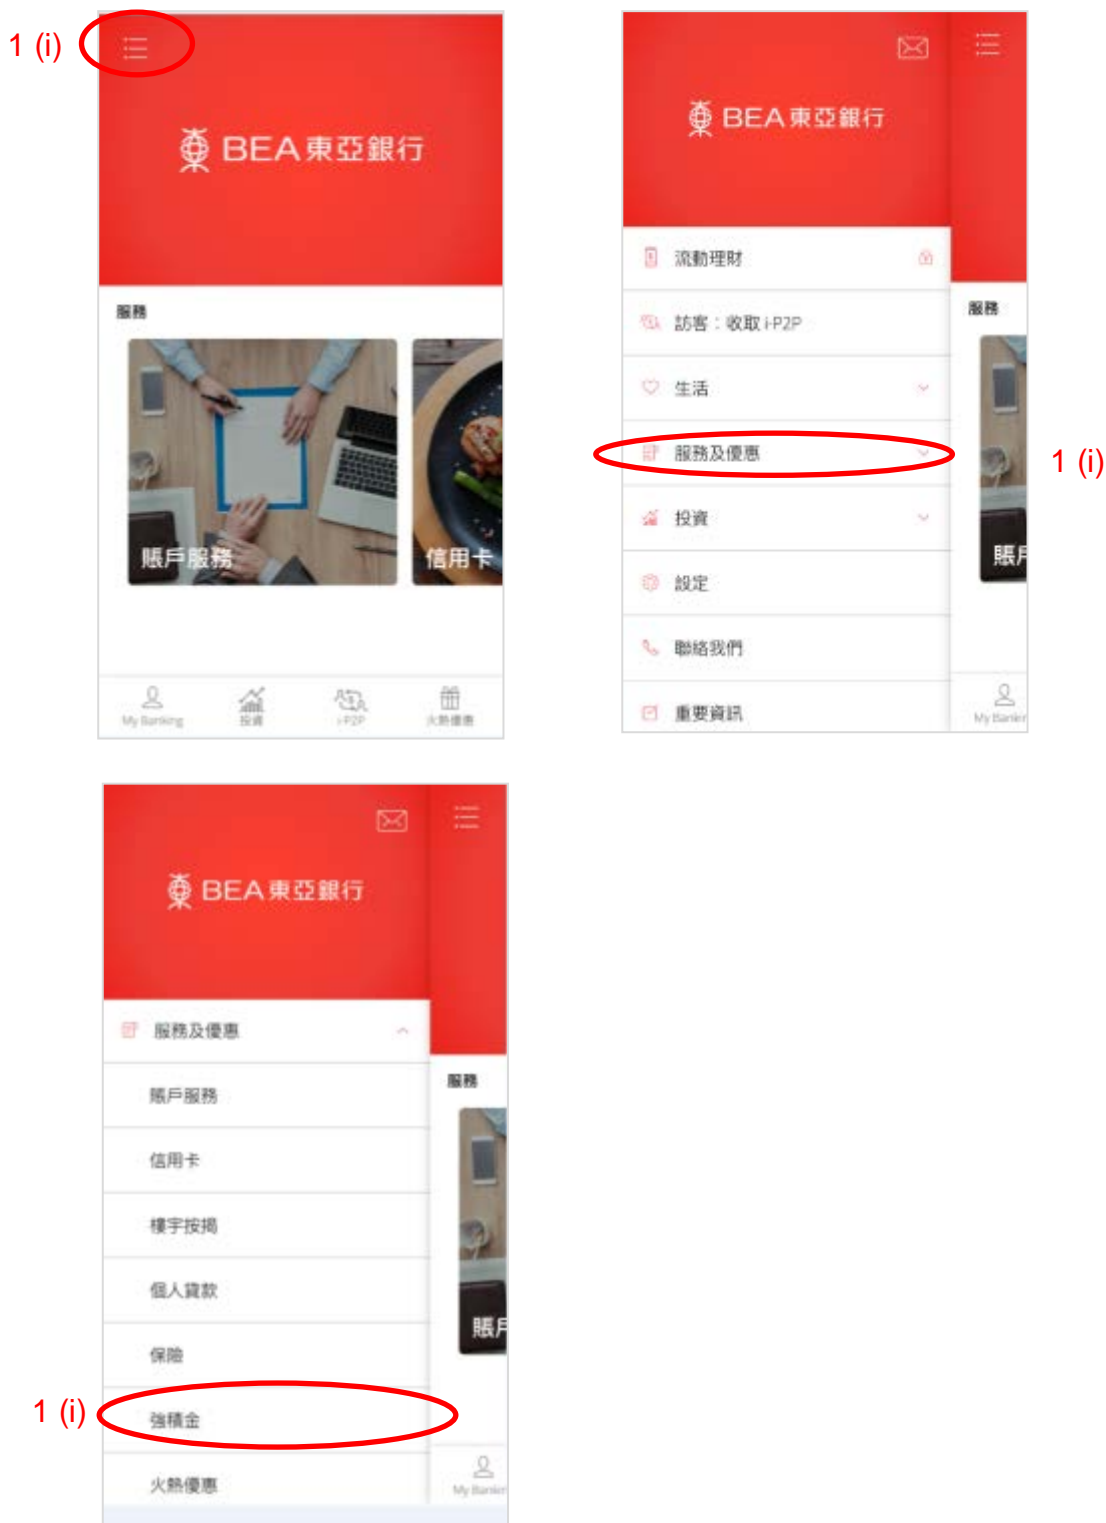 1 (i)
BEA東亞銀行
服務
賬戶服務
信用卡
My Banking
投資
i-P2P
火熱優惠
BEA東亞銀行
流動理財
訪客：收取 i-P2P
生活
服務及優惠
投資
設定
聯絡我們
重要資訊
服務
賬戶
My Bankin
1 (i)
BEA東亞銀行
服務及優惠
賬戶服務
信用卡
樓宇按揭
個人貸款
保險
強積金
火熱優惠
服務
賬戶
My Bankin
1 (i)